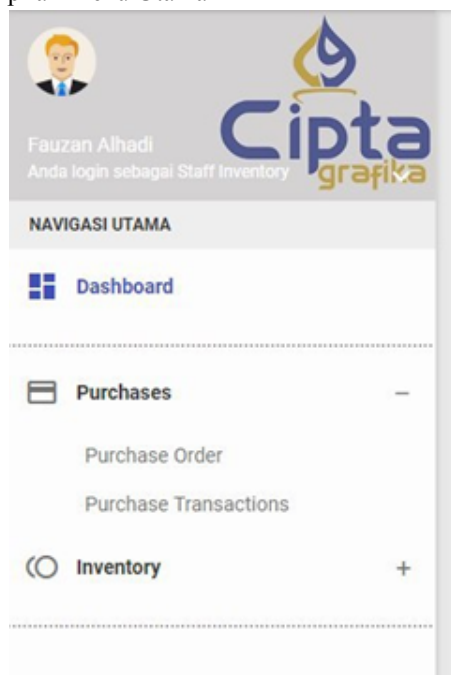 Cipta
grafika
Fauzan Alhadi
Anda login sebagai Staff Inventory
NAVIGASI UTAMA
Dashboard
Purchases −
Purchase Order
Purchase Transactions
Inventory +